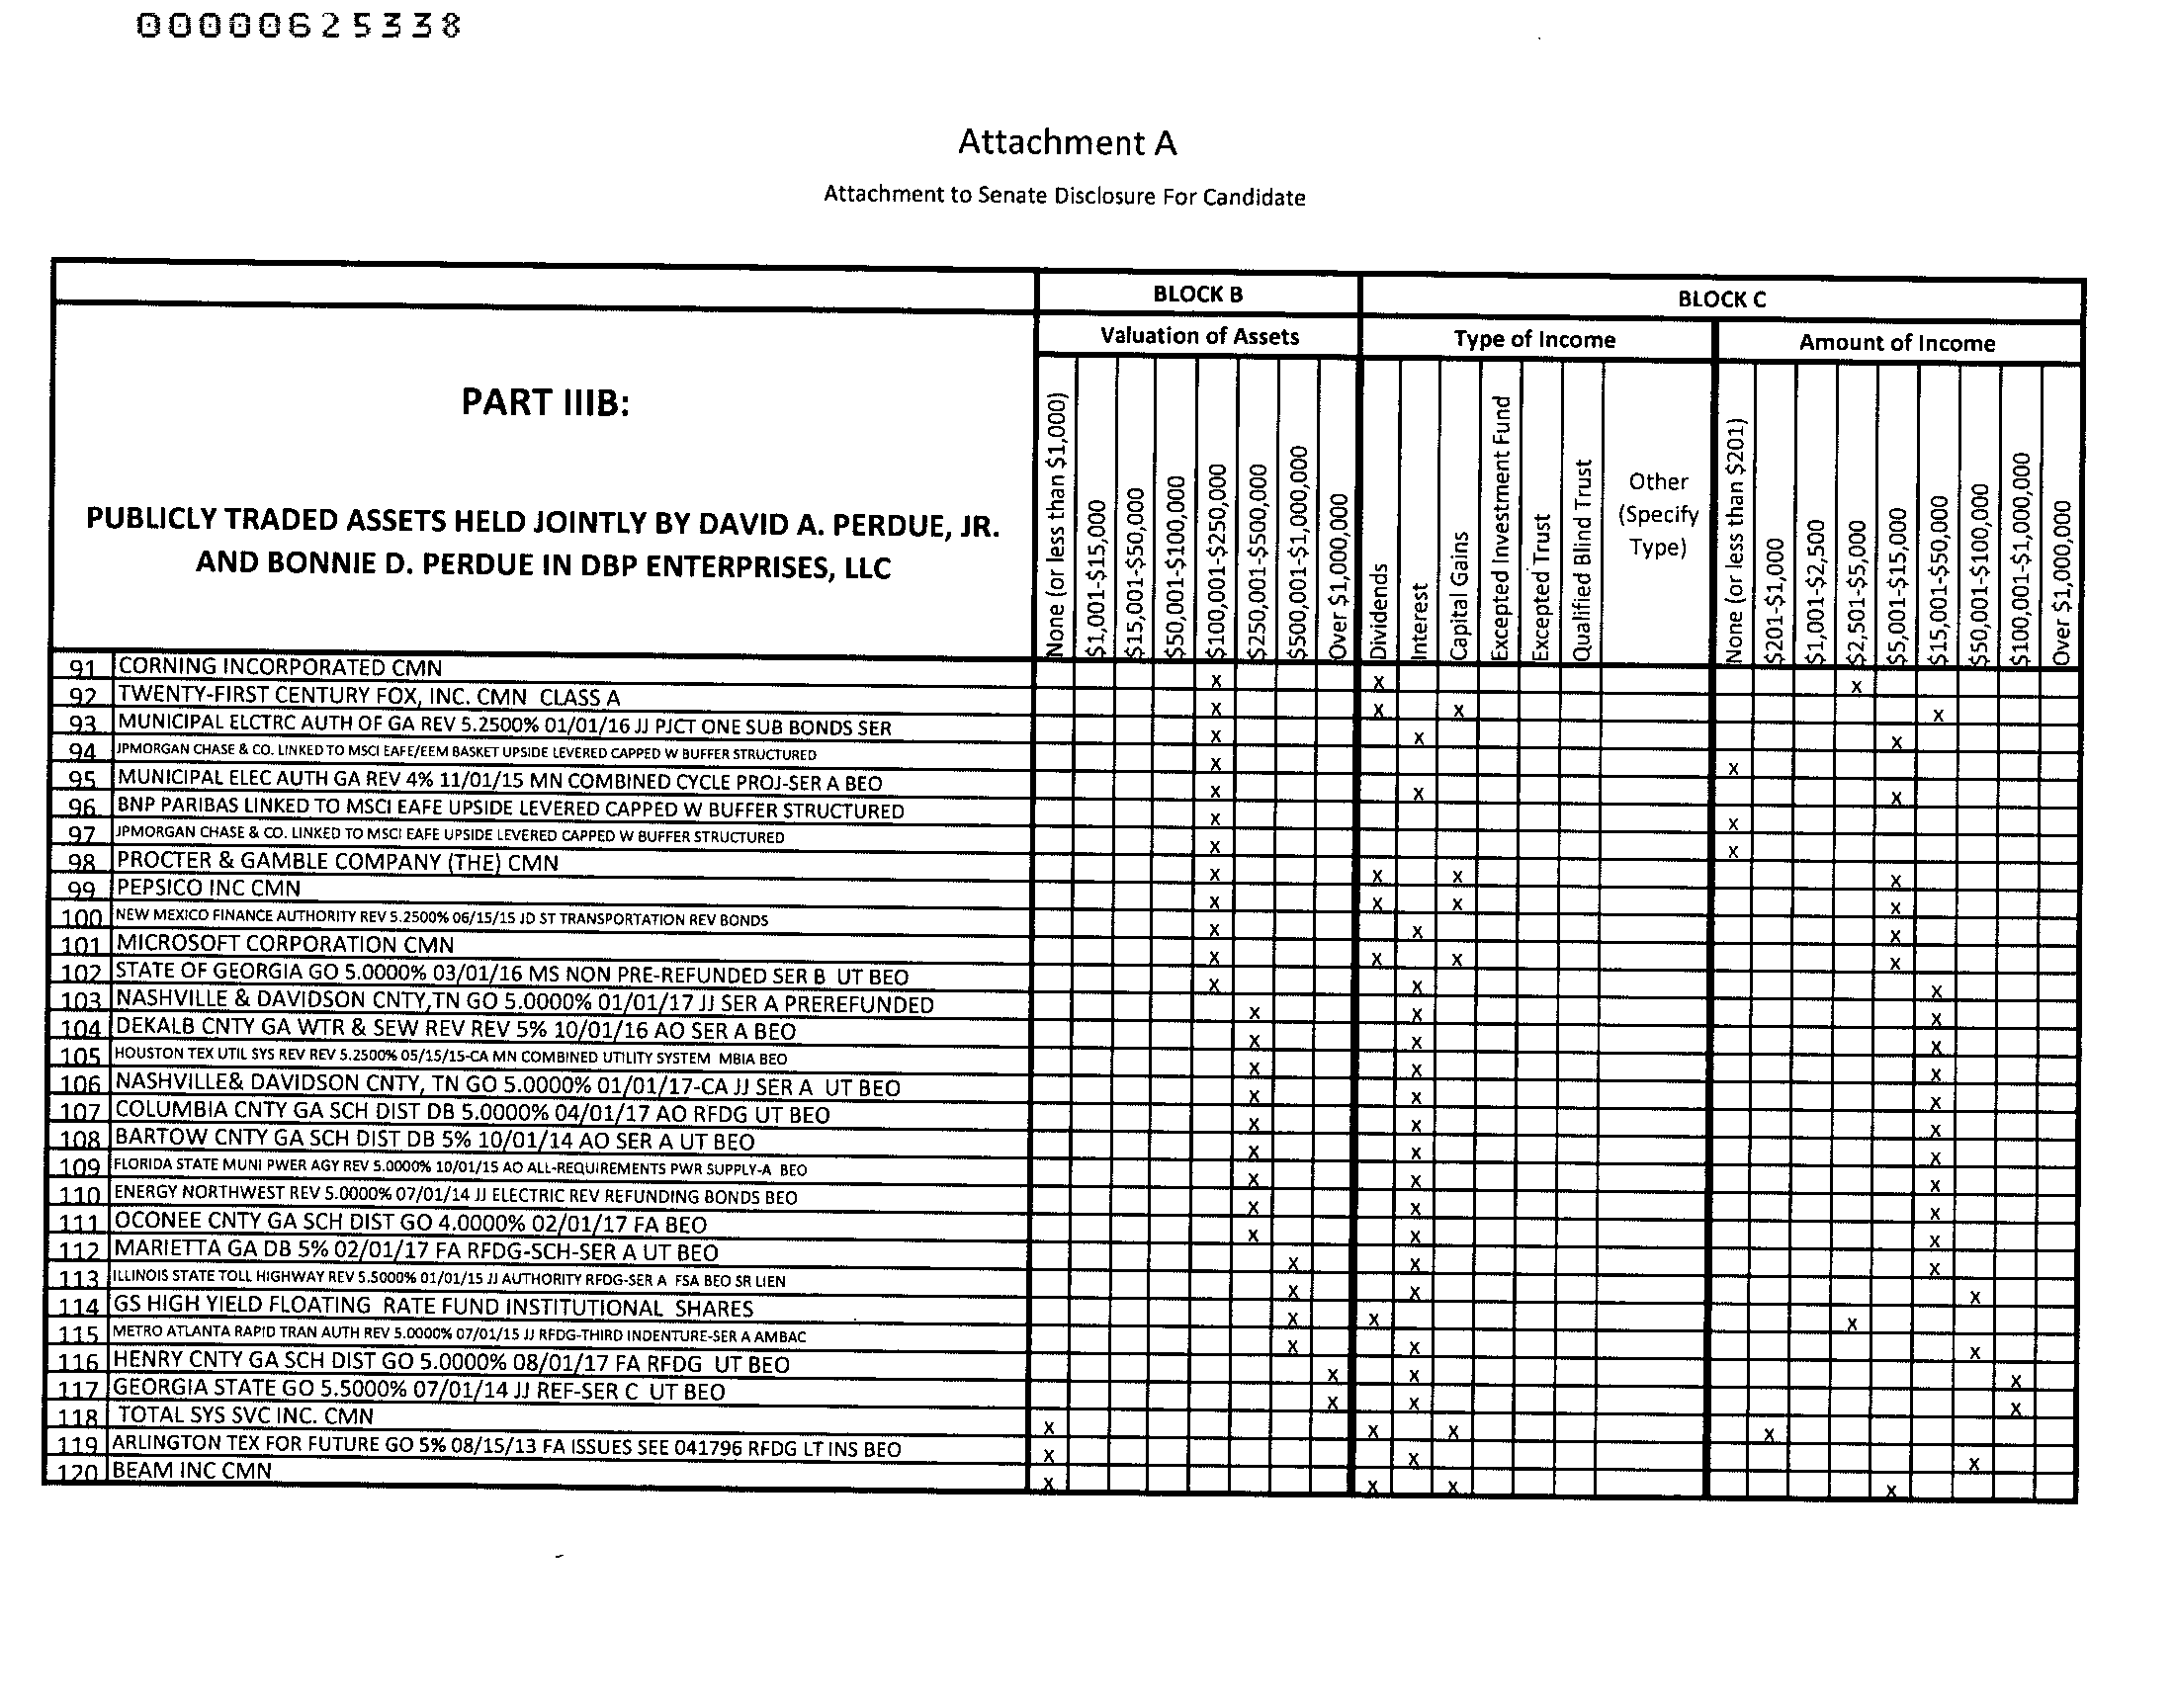 00000625338
Attachment A
Attachment to Senate Disclosure For Candidate
BLOCK B BLOCK C
Valuation of Assets Type of Income Amount of Income
PART IIIB:
PUBLICLY TRADED ASSETS HELD JOINTLY BY DAVID A. PERDUE, JR.
AND BONNIE D. PERDUE IN DBP ENTERPRISES, LLC
None (or less than $1,000)
$1,001-$15,000
$15,001-$50,000
$50,001-$100,000
$100,001-$250,000
$250,001-$500,000
$500,001-$1,000,000
Over $1,000,000
Dividends
Interest
Capital Gains
Excepted Investment Fund
Excepted Trust
Qualified Blind Trust
Other
(Specify
Type)
None (or less than $201)
$201-$1,000
$1,001-$2,500
$2,501-$5,000
$5,001-$15,000
$15,001-$50,000
$50,001-$100,000
$100,001-$1,000,000
Over $1,000,000
91 CORNING INCORPORATED CMN x x x
92 TWENTY-FIRST CENTURY FOX, INC. CMN CLASS A x x x x
93 MUNICIPAL ELCTRC AUTH OF GA REV 5.2500% 01/01/16 JJ PJCT ONE SUB BONDS SER x x x
94 JPMORGAN CHASE & CO. LINKED TO MSCI EAFE/EEM BASKET UPSIDE LEVERED CAPPED W BUFFER STRUCTURED x x
95 MUNICIPAL ELEC AUTH GA REV 4% 11/01/15 MN COMBINED CYCLE PROJ-SER A BEO x x x
96 BNP PARIBAS LINKED TO MSCI EAFE UPSIDE LEVERED CAPPED W BUFFER STRUCTURED x x
97 JPMORGAN CHASE & CO. LINKED TO MSCI EAFE UPSIDE LEVERED CAPPED W BUFFER STRUCTURED x x
98 PROCTER & GAMBLE COMPANY (THE) CMN x x x x
99 PEPSICO INC CMN x x x x
100 NEW MEXICO FINANCE AUTHORITY REV 5.2500% 06/15/15 JD ST TRANSPORTATION REV BONDS x x x
101 MICROSOFT CORPORATION CMN x x x x
102 STATE OF GEORGIA GO 5.0000% 03/01/16 MS NON PRE-REFUNDED SER B UT BEO x x x
103 NASHVILLE & DAVIDSON CNTY,TN GO 5.0000% 01/01/17 JJ SER A PREREFUNDED x x x
104 DEKALB CNTY GA WTR & SEW REV REV 5% 10/01/16 AO SER A BEO x x x
105 HOUSTON TEX UTIL SYS REV REV 5.2500% 05/15/15-CA MN COMBINED UTILITY SYSTEM MBIA BEO x x x
106 NASHVILLE& DAVIDSON CNTY, TN GO 5.0000% 01/01/17-CA JJ SER A UT BEO x x x
107 COLUMBIA CNTY GA SCH DIST DB 5.0000% 04/01/17 AO RFDG UT BEO x x x
108 BARTOW CNTY GA SCH DIST DB 5% 10/01/14 AO SER A UT BEO x x x
109 FLORIDA STATE MUNI PWER AGY REV 5.0000% 10/01/15 AO ALL-REQUIREMENTS PWR SUPPLY-A BEO x x x
110 ENERGY NORTHWEST REV 5.0000% 07/01/14 JJ ELECTRIC REV REFUNDING BONDS BEO x x x
111 OCONEE CNTY GA SCH DIST GO 4.0000% 02/01/17 FA BEO x x x
112 MARIETTA GA DB 5% 02/01/17 FA RFDG-SCH-SER A UT BEO x x x
113 ILLINOIS STATE TOLL HIGHWAY REV 5.5000% 01/01/15 JJ AUTHORITY RFDG-SER A FSA BEO SR LIEN x x x
114 GS HIGH YIELD FLOATING RATE FUND INSTITUTIONAL SHARES x x x
115 METRO ATLANTA RAPID TRAN AUTH REV 5.0000% 07/01/15 JJ RFDG-THIRD INDENTURE-SER A AMBAC x x x
116 HENRY CNTY GA SCH DIST GO 5.0000% 08/01/17 FA RFDG UT BEO x x x
117 GEORGIA STATE GO 5.5000% 07/01/14 JJ REF-SER C UT BEO x x x
118 TOTAL SYS SVC INC. CMN x x x x
119 ARLINGTON TEX FOR FUTURE GO 5% 08/15/13 FA ISSUES SEE 041796 RFDG LT INS BEO x x x
120 BEAM INC CMN x x x x